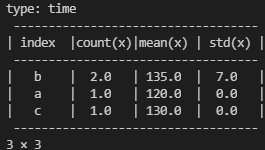 type: time
------------------------------------
| index |count(x)|mean(x) | std(x) |
------------------------------------
| b | 2.0 | 135.0 | 7.0 |
| a | 1.0 | 120.0 | 0.0 |
| c | 1.0 | 130.0 | 0.0 |
------------------------------------
3 × 3